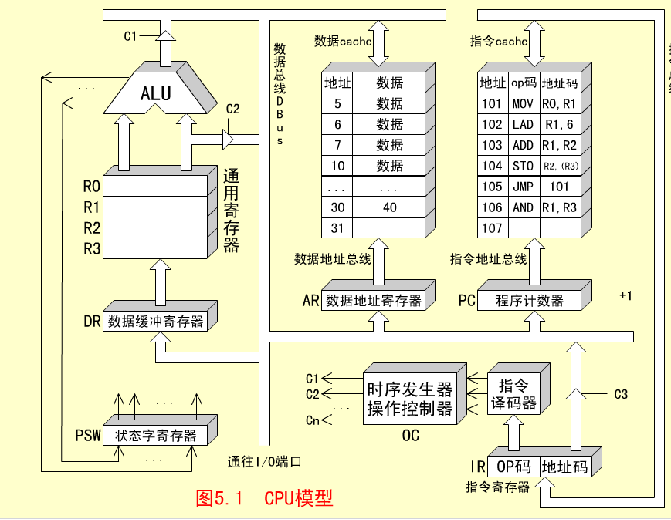 C1
数据cache
指令cache
数据总线DBus
ALU
C2
地址 数据
5 数据
6 数据
7 数据
10 数据
... ...
30 40
31
地址 op码 地址码
101 MOV R0, R1
102 LAD R1, 6
103 ADD R1, R2
104 STO R2, (R3)
105 JMP 101
106 AND R1, R3
107
R0
R1
R2
R3
通用寄存器
数据地址总线
指令地址总线
AR 数据地址寄存器
PC 程序计数器
+1
DR 数据缓冲寄存器
C1
C2
...
Cn
时序发生器
操作控制器
OC
指令
译码器
C3
PSW 状态字寄存器
通往I/O端口
IR OP码 地址码
指令寄存器
图5.1 CPU模型